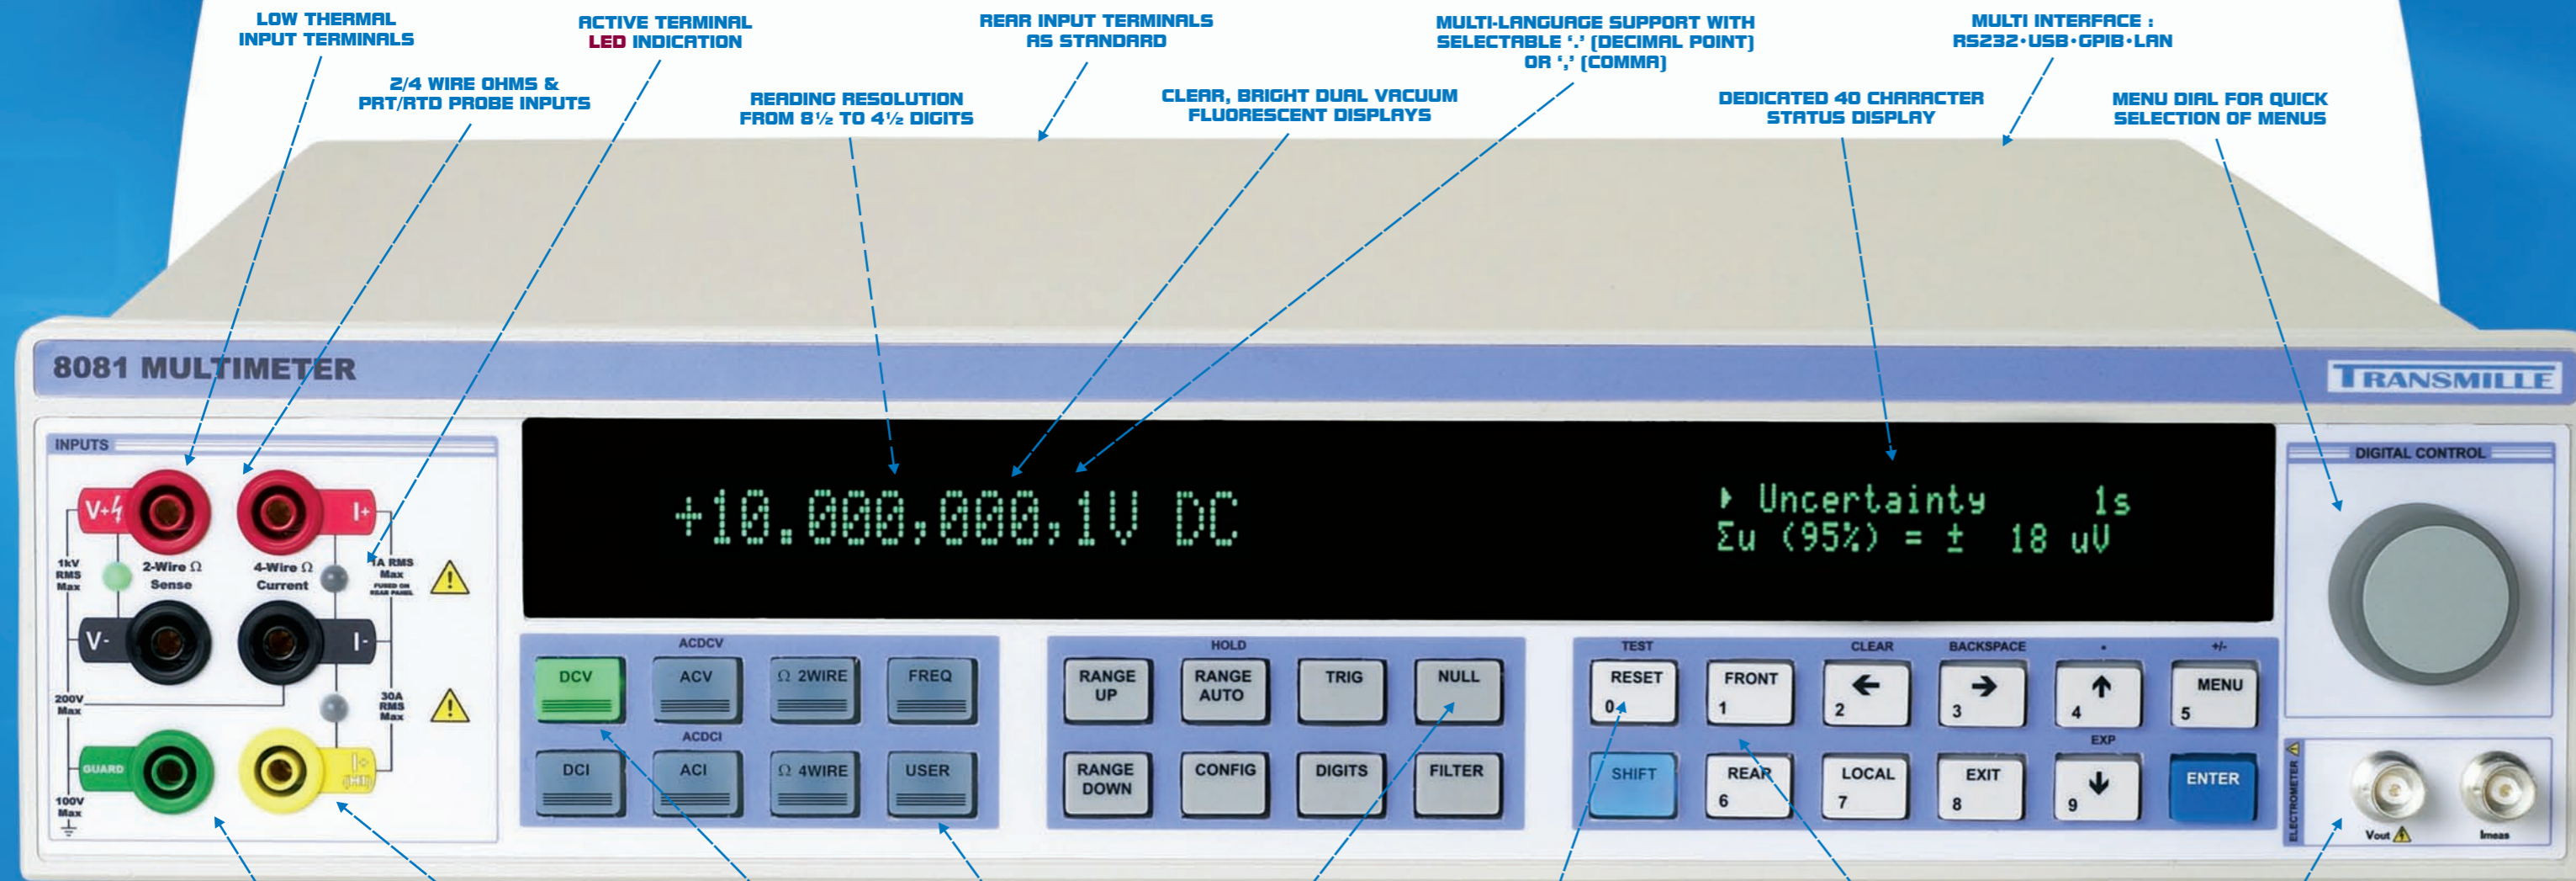 LOW THERMAL
INPUT TERMINALS
2/4 WIRE OHMS &
PRT/RTD PROBE INPUTS
ACTIVE TERMINAL
LED INDICATION
READING RESOLUTION
FROM 8½ TO 4½ DIGITS
REAR INPUT TERMINALS
AS STANDARD
CLEAR, BRIGHT DUAL VACUUM
FLUORESCENT DISPLAYS
MULTI-LANGUAGE SUPPORT WITH
SELECTABLE ‘.’ (DECIMAL POINT)
OR ‘,’ (COMMA)
DEDICATED 40 CHARACTER
STATUS DISPLAY
MULTI INTERFACE :
RS232•USB•GPIB•LAN
MENU DIAL FOR QUICK
SELECTION OF MENUS
8081 MULTIMETER
TRANSMILLE
INPUTS
V+
I+
1kV
RMS
Max
2-Wire Ω
Sense
4-Wire Ω
Current
1A RMS
Max
FUSED ON
REAR PANEL
V-
I-
200V
Max
30A
RMS
Max
GUARD
I+
(HI)
100V
Max
+10.000,000,1V DC
Uncertainty 1s
Σu (95%) = ± 18 uV
ACDCV
DCV
ACV
Ω 2WIRE
FREQ
ACDCI
DCI
ACI
Ω 4WIRE
USER
HOLD
RANGE
UP
RANGE
AUTO
TRIG
NULL
RANGE
DOWN
CONFIG
DIGITS
FILTER
TEST
CLEAR
BACKSPACE
.
+/-
RESET
0
FRONT
1
←
2
→
3
↑
4
MENU
5
EXP
SHIFT
REAR
6
LOCAL
7
EXIT
8
↓
9
ENTER
DIGITAL CONTROL
ELECTROMETER
Vout
Imeas